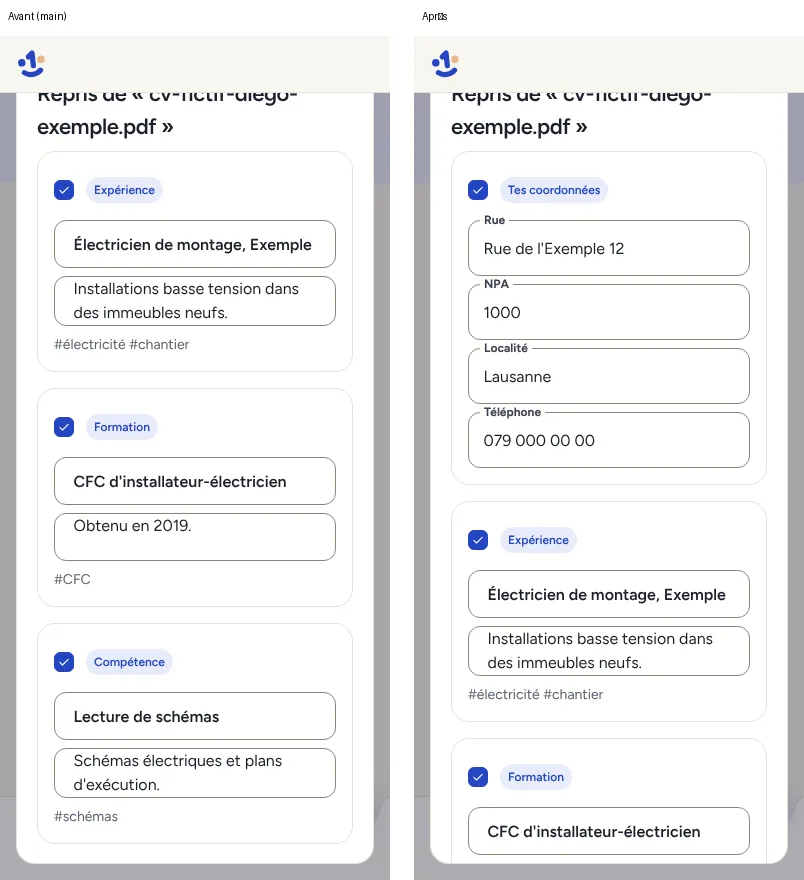 Avant (main)
Repris de « cv-fictif-diego-
exemple.pdf »
Expérience
Électricien de montage, Exemple
Installations basse tension dans
des immeubles neufs.
#électricité #chantier
Formation
CFC d'installateur-électricien
Obtenu en 2019.
#CFC
Compétence
Lecture de schémas
Schémas électriques et plans
d'exécution.
#schémas
Repris de « cv-fictif-diego-
exemple.pdf »
Tes coordonnées
Rue
Rue de l'Exemple 12
NPA
1000
Localité
Lausanne
Téléphone
079 000 00 00
Expérience
Électricien de montage, Exemple
Installations basse tension dans
des immeubles neufs.
#électricité #chantier
Formation
CFC d'installateur-électricien